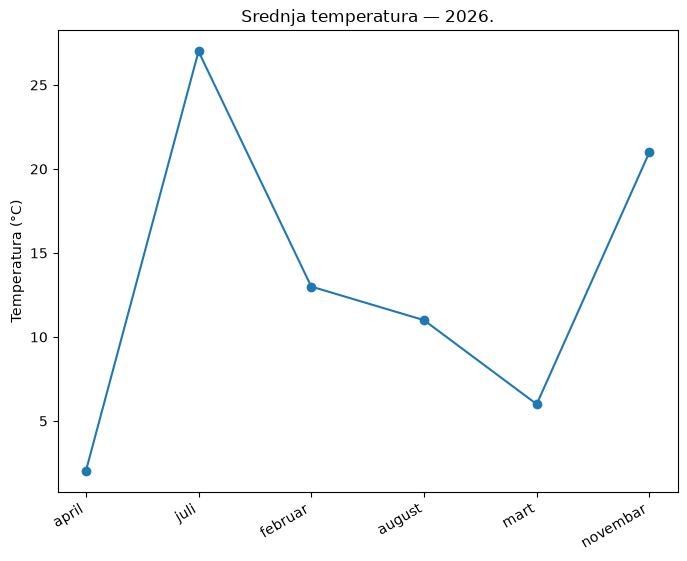 Srednja temperatura — 2026.
Temperatura (°C)
25
20
15
10
5
april
juli
februar
august
mart
novembar